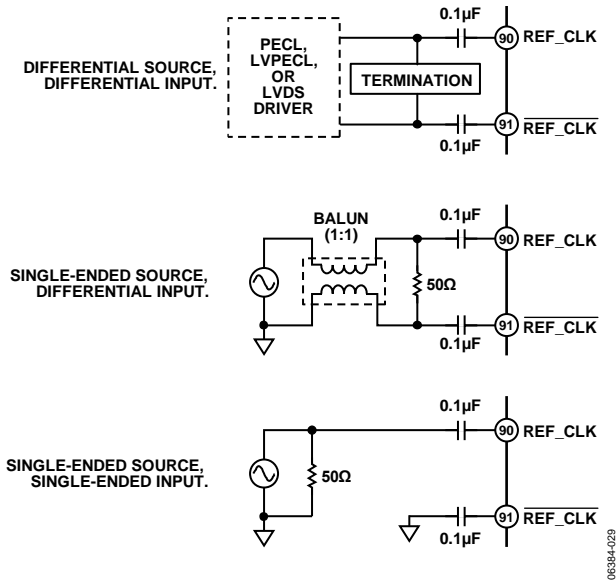 DIFFERENTIAL SOURCE,
DIFFERENTIAL INPUT.
PECL,
LVPECL,
OR
LVDS
DRIVER
TERMINATION
0.1µF
90 REF_CLK
91 REF_CLK
0.1µF
SINGLE-ENDED SOURCE,
DIFFERENTIAL INPUT.
BALUN
(1:1)
50Ω
0.1µF
90 REF_CLK
91 REF_CLK
0.1µF
SINGLE-ENDED SOURCE,
SINGLE-ENDED INPUT.
50Ω
0.1µF
90 REF_CLK
91 REF_CLK
0.1µF
06384-029